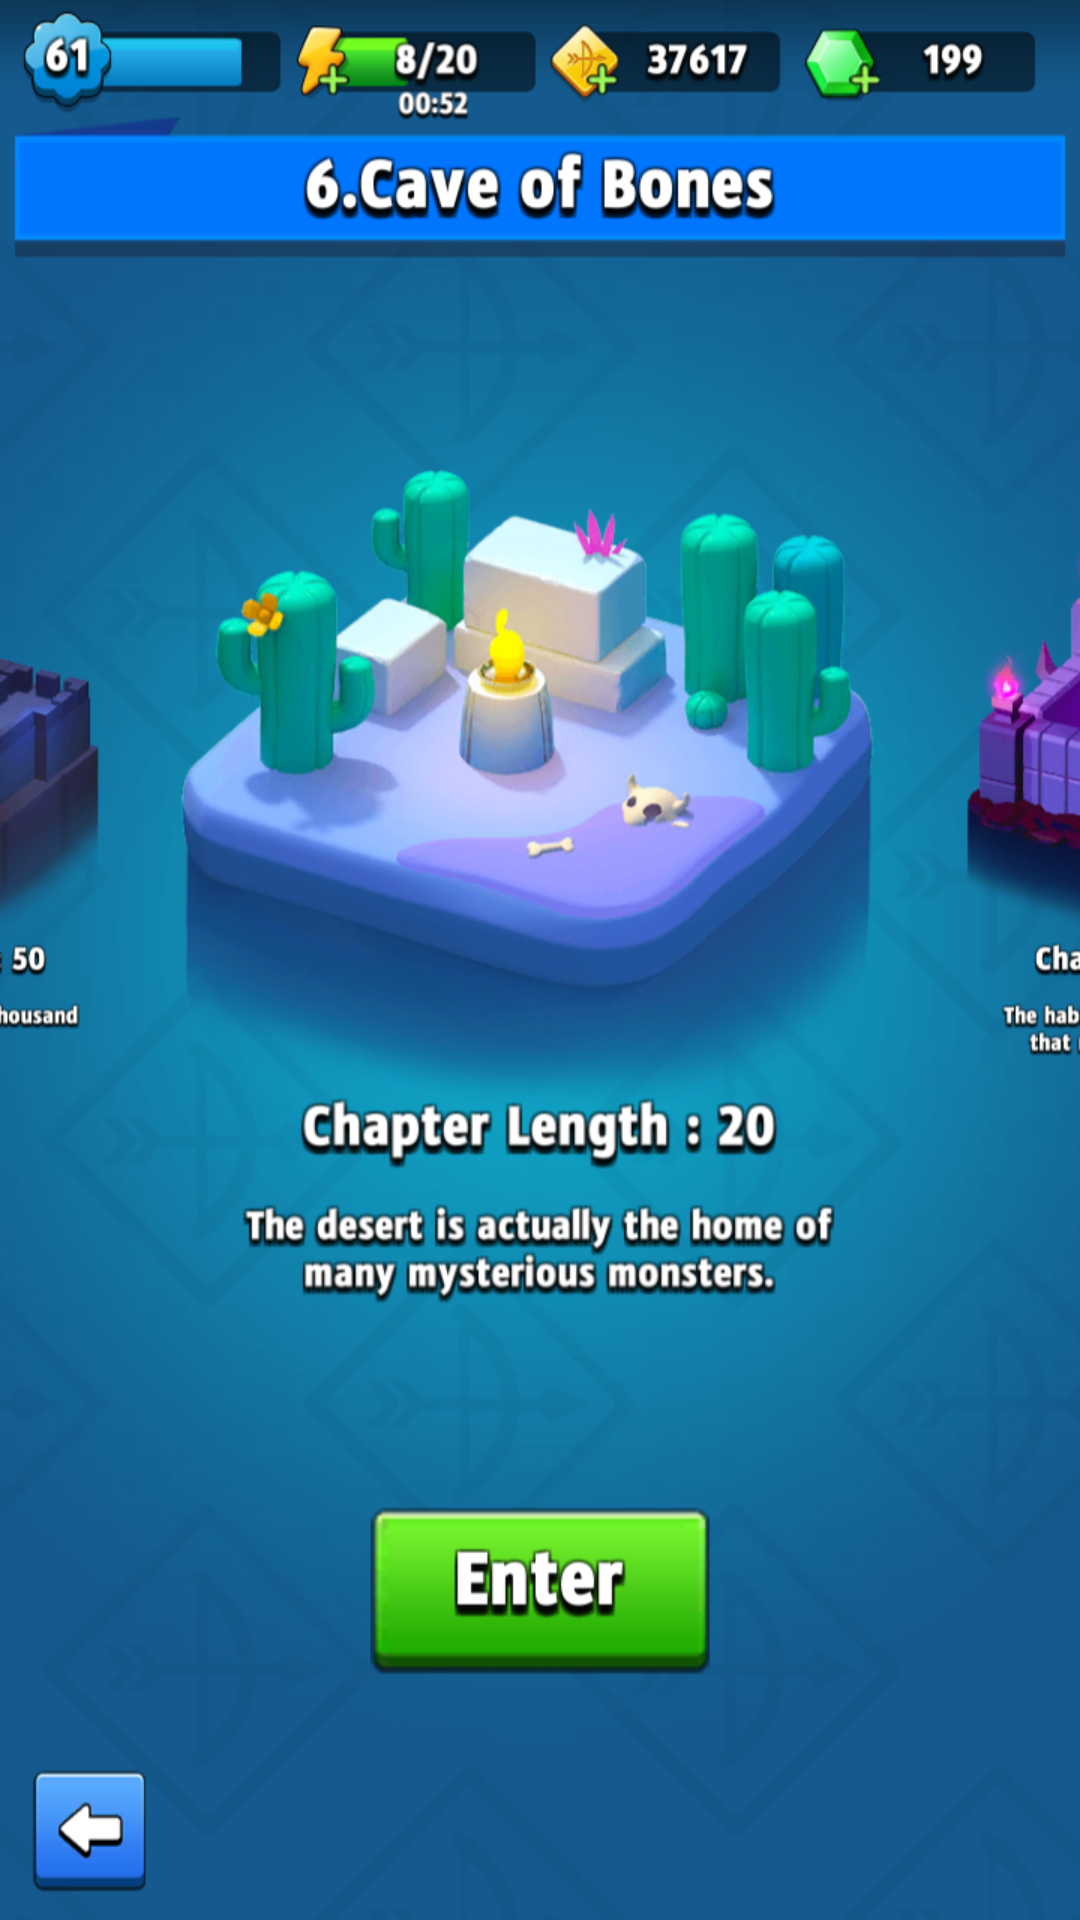 61
8/20
37617
199
00:52
6.Cave of Bones
: 50
housand
Cha
The hab
that
Chapter Length : 20
The desert is actually the home of
many mysterious monsters.
Enter